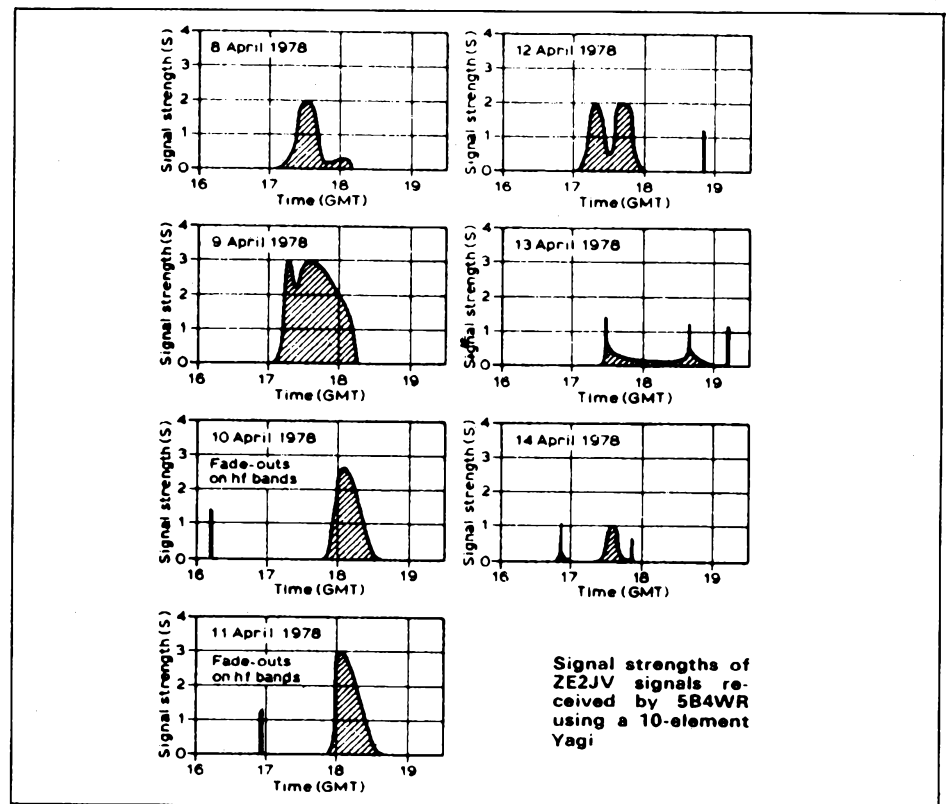 8 April 1978
Signal strength (S)
4
3
2
1
0
16 17 18 19
Time (GMT)
9 April 1978
Signal strength (S)
4
3
2
1
0
16 17 18 19
Time (GMT)
10 April 1978
Fade-outs
on hf bands
Signal strength (S)
4
3
2
1
0
16 17 18 19
Time (GMT)
11 April 1978
Fade-outs
on hf bands
Signal strength (S)
4
3
2
1
0
16 17 18 19
Time (GMT)
12 April 1978
Signal strength (S)
4
3
2
1
0
16 17 18 19
Time (GMT)
13 April 1978
Signal strength (S)
4
3
2
1
0
16 17 18 19
Time (GMT)
14 April 1978
Signal strength (S)
4
3
2
1
0
16 17 18 19
Time (GMT)
Signal strengths of
ZE2JV signals re-
ceived by 5B4WR
using a 10-element
Yagi